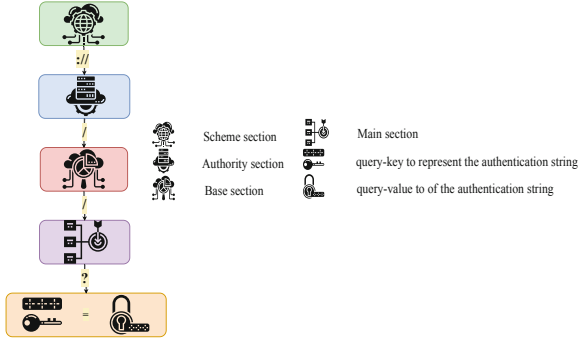 ://
/
/
?
=
Scheme section
Authority section
Base section
Main section
query-key to represent the authentication string
query-value to of the authentication string